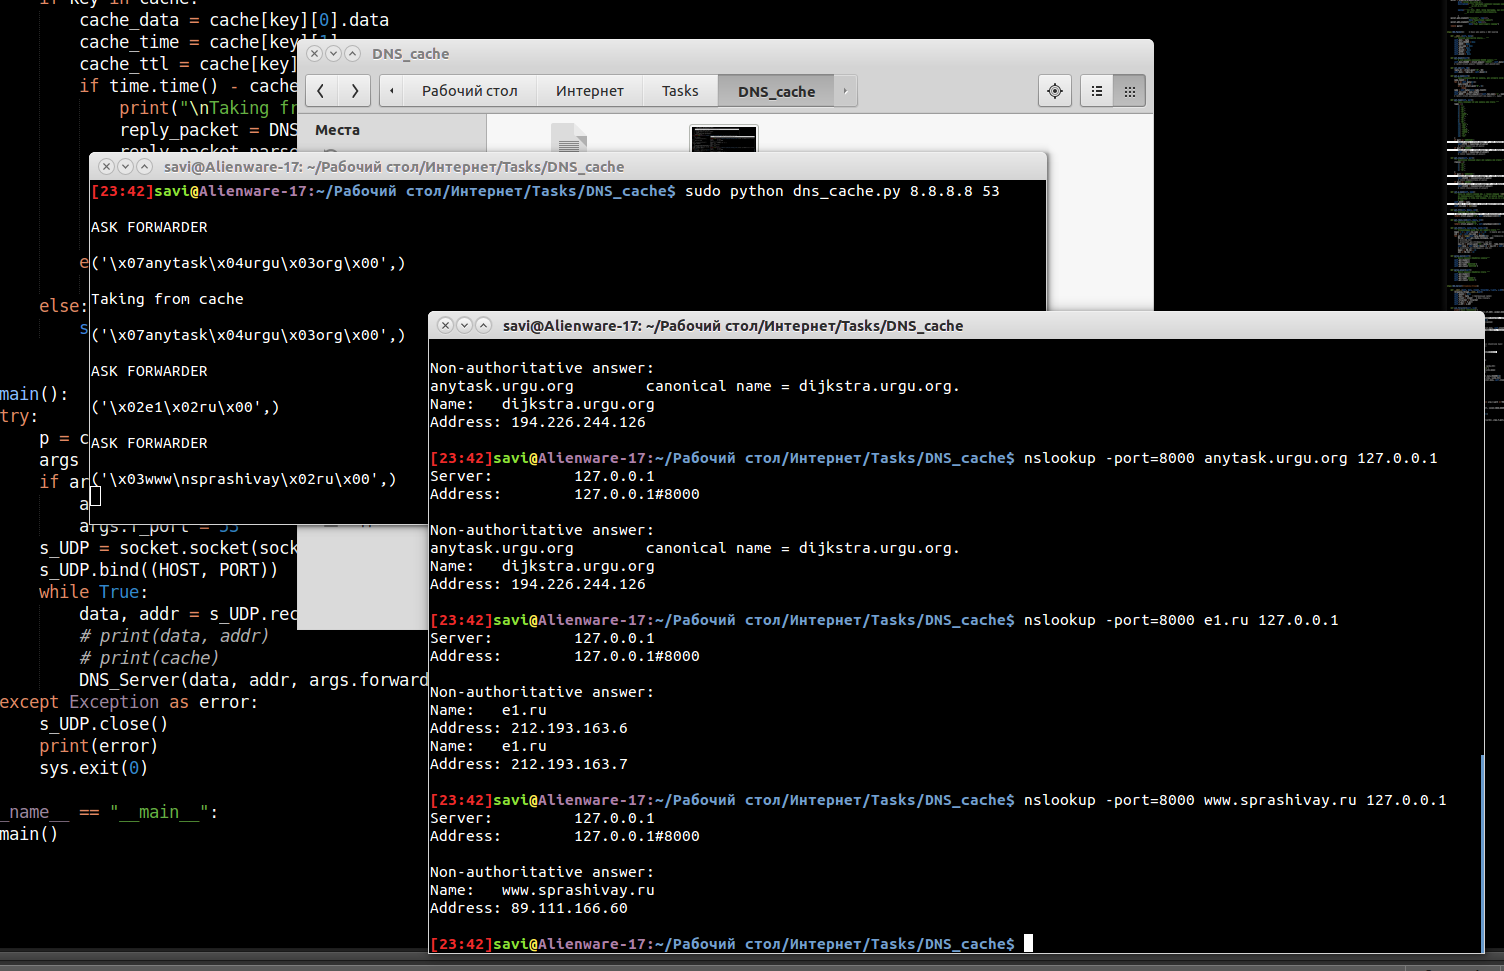 if key in cache:
cache_data = cache[key][0].data
cache_time = cache[key][1]
cache_ttl = cache[key]
if time.time() - cache
print("\nTaking fr
reply_packet = DNS
reply_packet.parse
e
else:
s
main():
try:
p = c
args
if ar
a
args.f_port = 53
s_UDP = socket.socket(sock
s_UDP.bind((HOST, PORT))
while True:
data, addr = s_UDP.rec
# print(data, addr)
# print(cache)
DNS_Server(data, addr, args.forward
except Exception as error:
s_UDP.close()
print(error)
sys.exit(0)
_name__ == "__main__":
main()
DNS_cache
Рабочий стол Интернет Tasks DNS_cache
Места
savi@Alienware-17: ~/Рабочий стол/Интернет/Tasks/DNS_cache
[23:42]savi@Alienware-17:~/Рабочий стол/Интернет/Tasks/DNS_cache$ sudo python dns_cache.py 8.8.8.8 53
ASK FORWARDER
('\x07anytask\x04urgu\x03org\x00',)
Taking from cache
('\x07anytask\x04urgu\x03org\x00',)
ASK FORWARDER
('\x02e1\x02ru\x00',)
ASK FORWARDER
('\x03www\nsprashivay\x02ru\x00',)
savi@Alienware-17: ~/Рабочий стол/Интернет/Tasks/DNS_cache
Non-authoritative answer:
anytask.urgu.org canonical name = dijkstra.urgu.org.
Name: dijkstra.urgu.org
Address: 194.226.244.126
[23:42]savi@Alienware-17:~/Рабочий стол/Интернет/Tasks/DNS_cache$ nslookup -port=8000 anytask.urgu.org 127.0.0.1
Server: 127.0.0.1
Address: 127.0.0.1#8000
Non-authoritative answer:
anytask.urgu.org canonical name = dijkstra.urgu.org.
Name: dijkstra.urgu.org
Address: 194.226.244.126
[23:42]savi@Alienware-17:~/Рабочий стол/Интернет/Tasks/DNS_cache$ nslookup -port=8000 e1.ru 127.0.0.1
Server: 127.0.0.1
Address: 127.0.0.1#8000
Non-authoritative answer:
Name: e1.ru
Address: 212.193.163.6
Name: e1.ru
Address: 212.193.163.7
[23:42]savi@Alienware-17:~/Рабочий стол/Интернет/Tasks/DNS_cache$ nslookup -port=8000 www.sprashivay.ru 127.0.0.1
Server: 127.0.0.1
Address: 127.0.0.1#8000
Non-authoritative answer:
Name: www.sprashivay.ru
Address: 89.111.166.60
[23:42]savi@Alienware-17:~/Рабочий стол/Интернет/Tasks/DNS_cache$